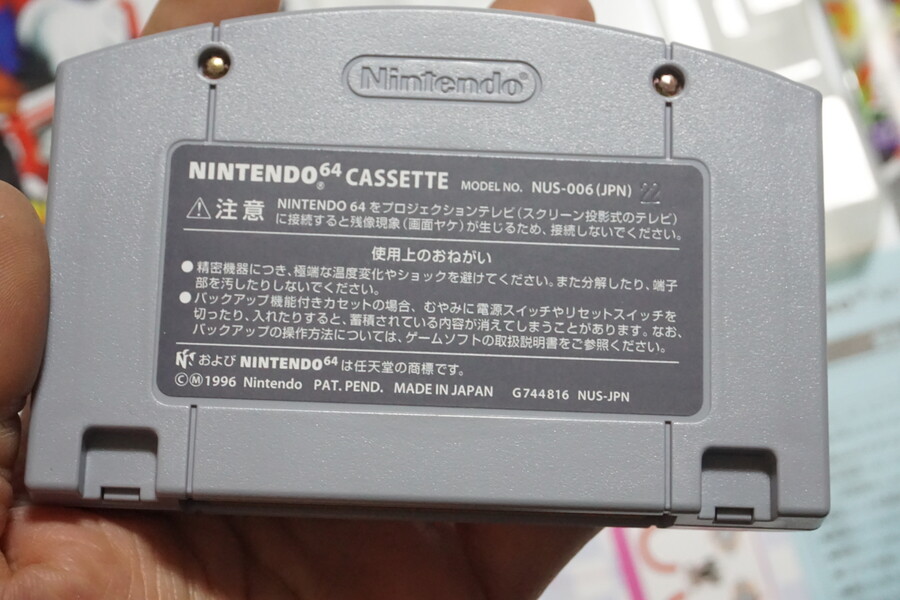 Nintendo®
NINTENDO64® CASSETTE MODEL NO. NUS-006(JPN) 22
⚠注意 NINTENDO 64をプロジェクションテレビ(スクリーン投影式のテレビ)
に接続すると残像現象(画面ヤケ)が生じるため、接続しないでください。
使用上のおねがい
●精密機器につき、極端な温度変化やショックを避けてください。また分解したり、端子
部を汚したりしないでください。
●バックアップ機能付きカセットの場合、むやみに電源スイッチやリセットスイッチを
切ったり、入れたりすると、蓄積されている内容が消えてしまうことがあります。なお、
バックアップの操作方法については、ゲームソフトの取扱説明書をご参照ください。
およびNINTENDO64は任天堂の商標です。
©Ⓜ1996 Nintendo PAT. PEND. MADE IN JAPAN G744816 NUS-JPN